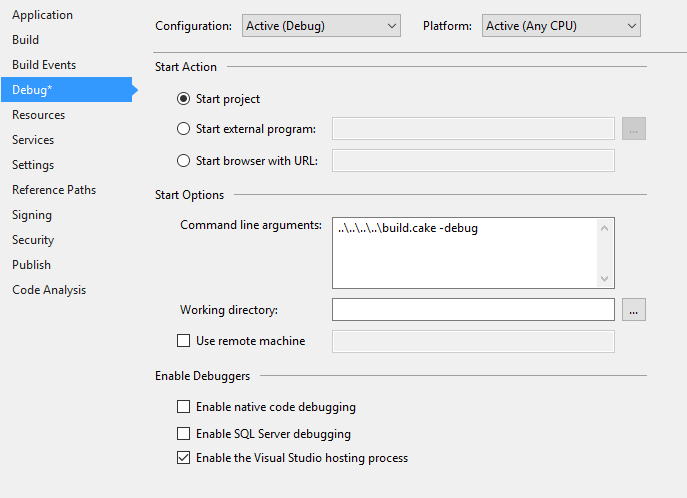 Application
Build
Build Events
Debug*
Resources
Services
Settings
Reference Paths
Signing
Security
Publish
Code Analysis
Configuration: Active (Debug) Platform: Active (Any CPU)
Start Action
Start project
Start external program: ...
Start browser with URL:
Start Options
Command line arguments: ..\..\..\..\build.cake -debug
Working directory: ...
Use remote machine
Enable Debuggers
Enable native code debugging
Enable SQL Server debugging
Enable the Visual Studio hosting process